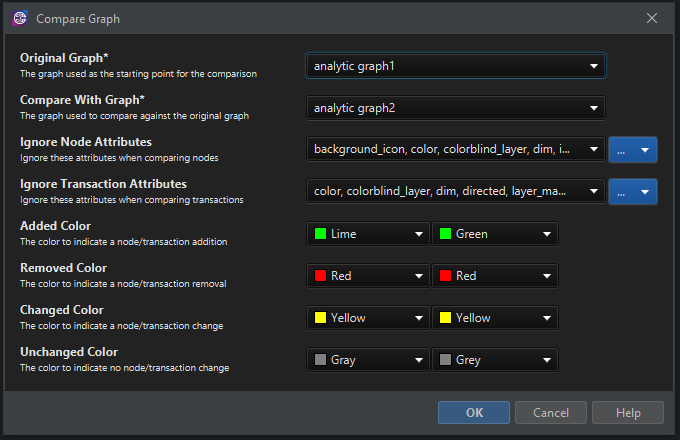 Compare Graph
Original Graph*
The graph used as the starting point for the comparison
analytic graph1
Compare With Graph*
The graph used to compare against the original graph
analytic graph2
Ignore Node Attributes
Ignore these attributes when comparing nodes
background_icon, color, colorblind_layer, dim, i...
...
Ignore Transaction Attributes
Ignore these attributes when comparing transactions
color, colorblind_layer, dim, directed, layer_ma...
...
Added Color
The color to indicate a node/transaction addition
Lime
Green
Removed Color
The color to indicate a node/transaction removal
Red
Red
Changed Color
The color to indicate a node/transaction change
Yellow
Yellow
Unchanged Color
The color to indicate no node/transaction change
Gray
Grey
OK
Cancel
Help